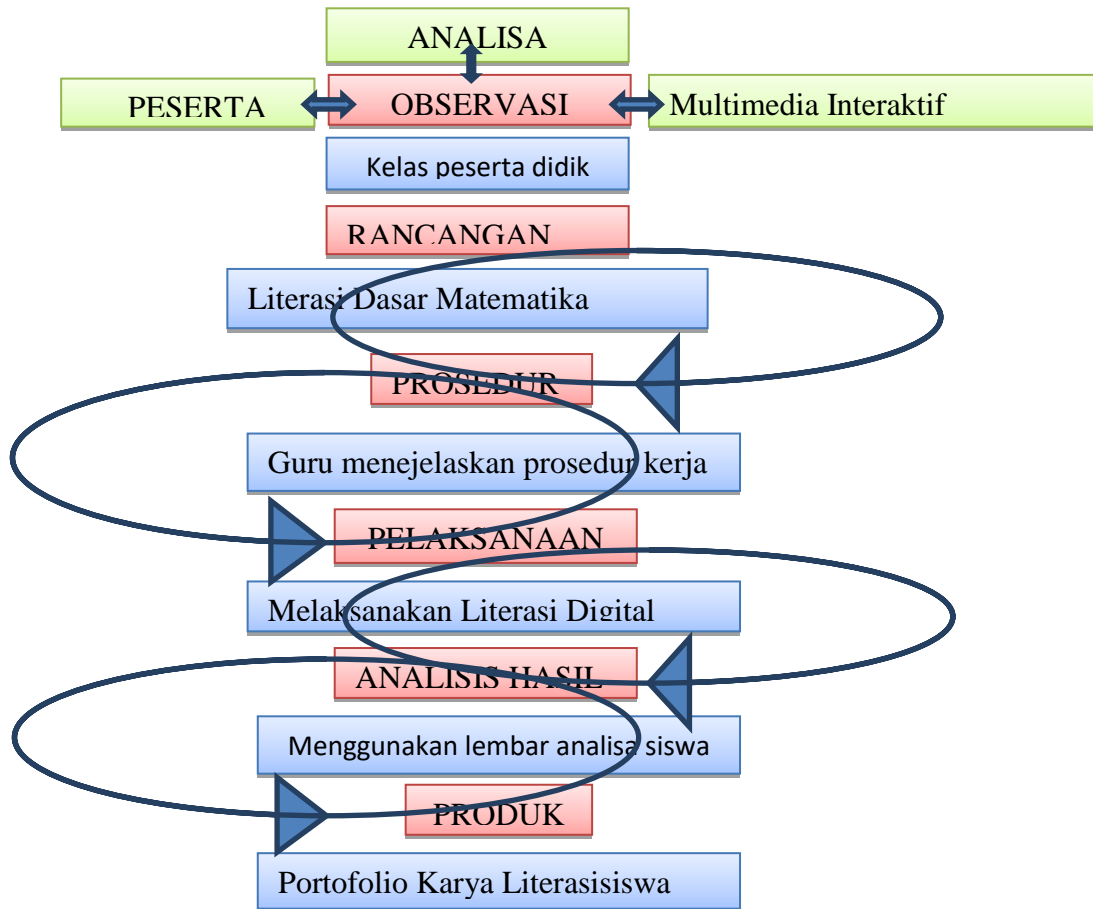 ANALISA
PESERTA
OBSERVASI
Multimedia Interaktif
Kelas peserta didik
RANCANGAN
Literasi Dasar Matematika
PROSEDUR
Guru menejelaskan prosedur kerja
PELAKSANAAN
Melaksanakan Literasi Digital
ANALISIS HASIL
Menggunakan lembar analisa siswa
PRODUK
Portofolio Karya Literasisiswa